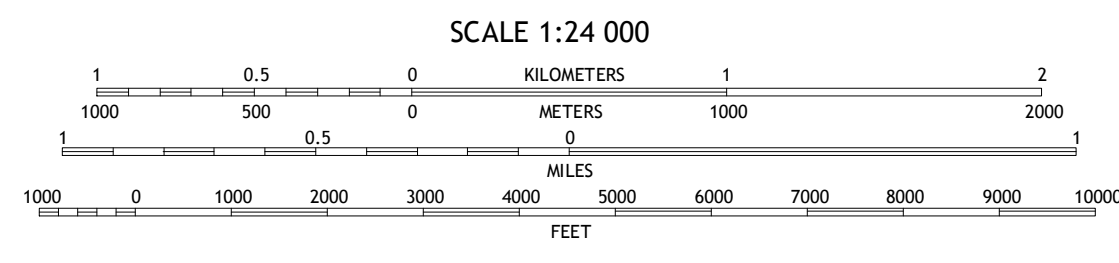 SCALE 1:24 000
1 0.5 0 KILOMETERS 1 2
1000 500 0 METERS 1000 2000
1 0.5 0 1
MILES
1000 0 1000 2000 3000 4000 5000 6000 7000 8000 9000 10000
FEET